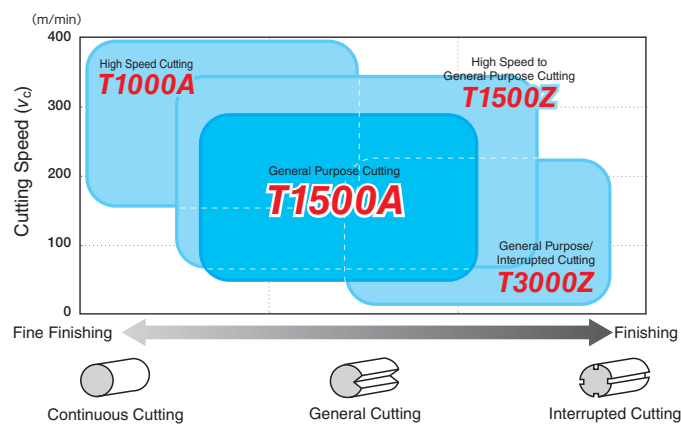 (m/min)
400
300
200
100
0
Cutting Speed (vc)
High Speed Cutting
T1000A
High Speed to
General Purpose Cutting
T1500Z
General Purpose Cutting
T1500A
General Purpose/
Interrupted Cutting
T3000Z
Fine Finishing
Finishing
Continuous Cutting
General Cutting
Interrupted Cutting